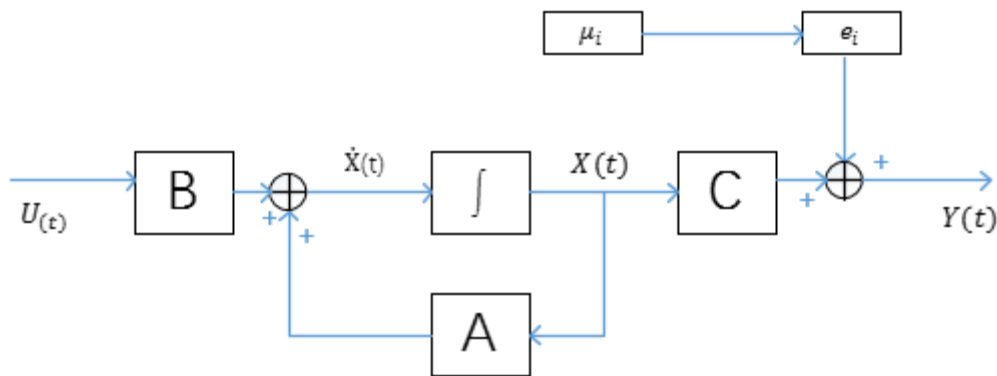 μᵢ
eᵢ
B
Ẋ(t)
∫
X(t)
C
+
U₍ₜ₎
+
+
+
Y(t)
A